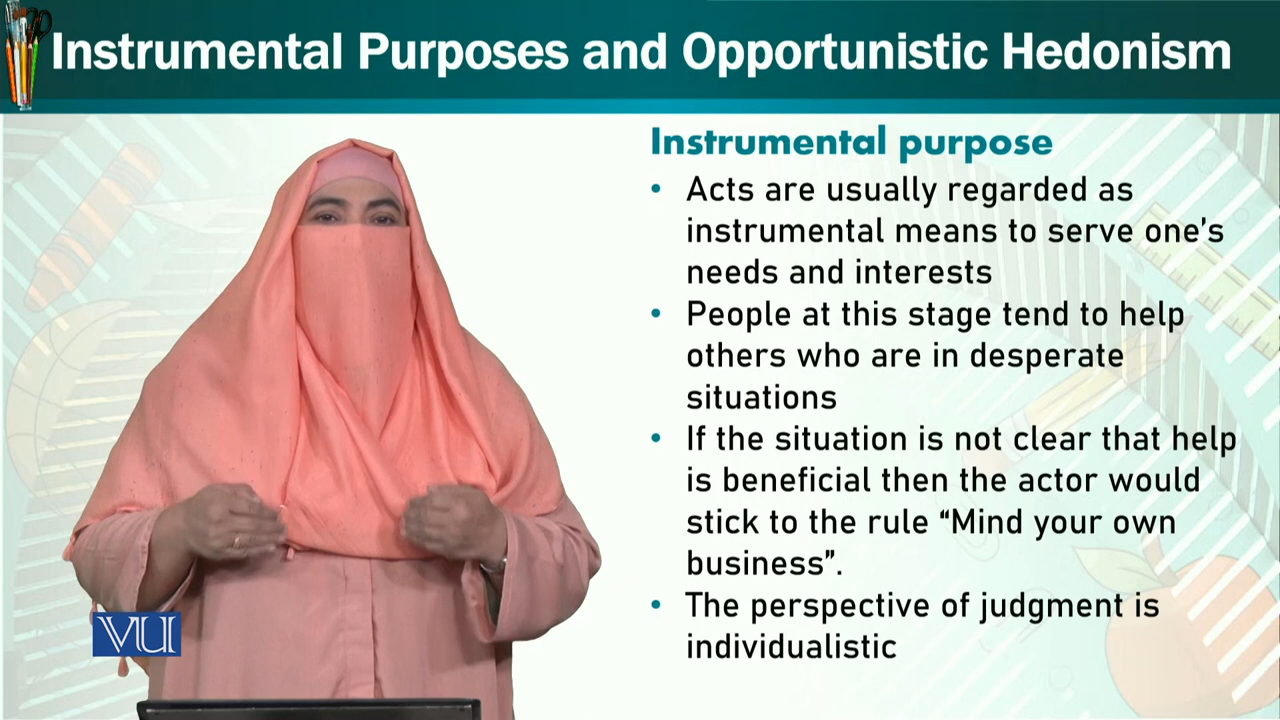 Instrumental Purposes and Opportunistic Hedonism
Instrumental purpose
• Acts are usually regarded as
instrumental means to serve one’s
needs and interests
• People at this stage tend to help
others who are in desperate
situations
• If the situation is not clear that help
is beneficial then the actor would
stick to the rule “Mind your own
business”.
• The perspective of judgment is
individualistic
VU